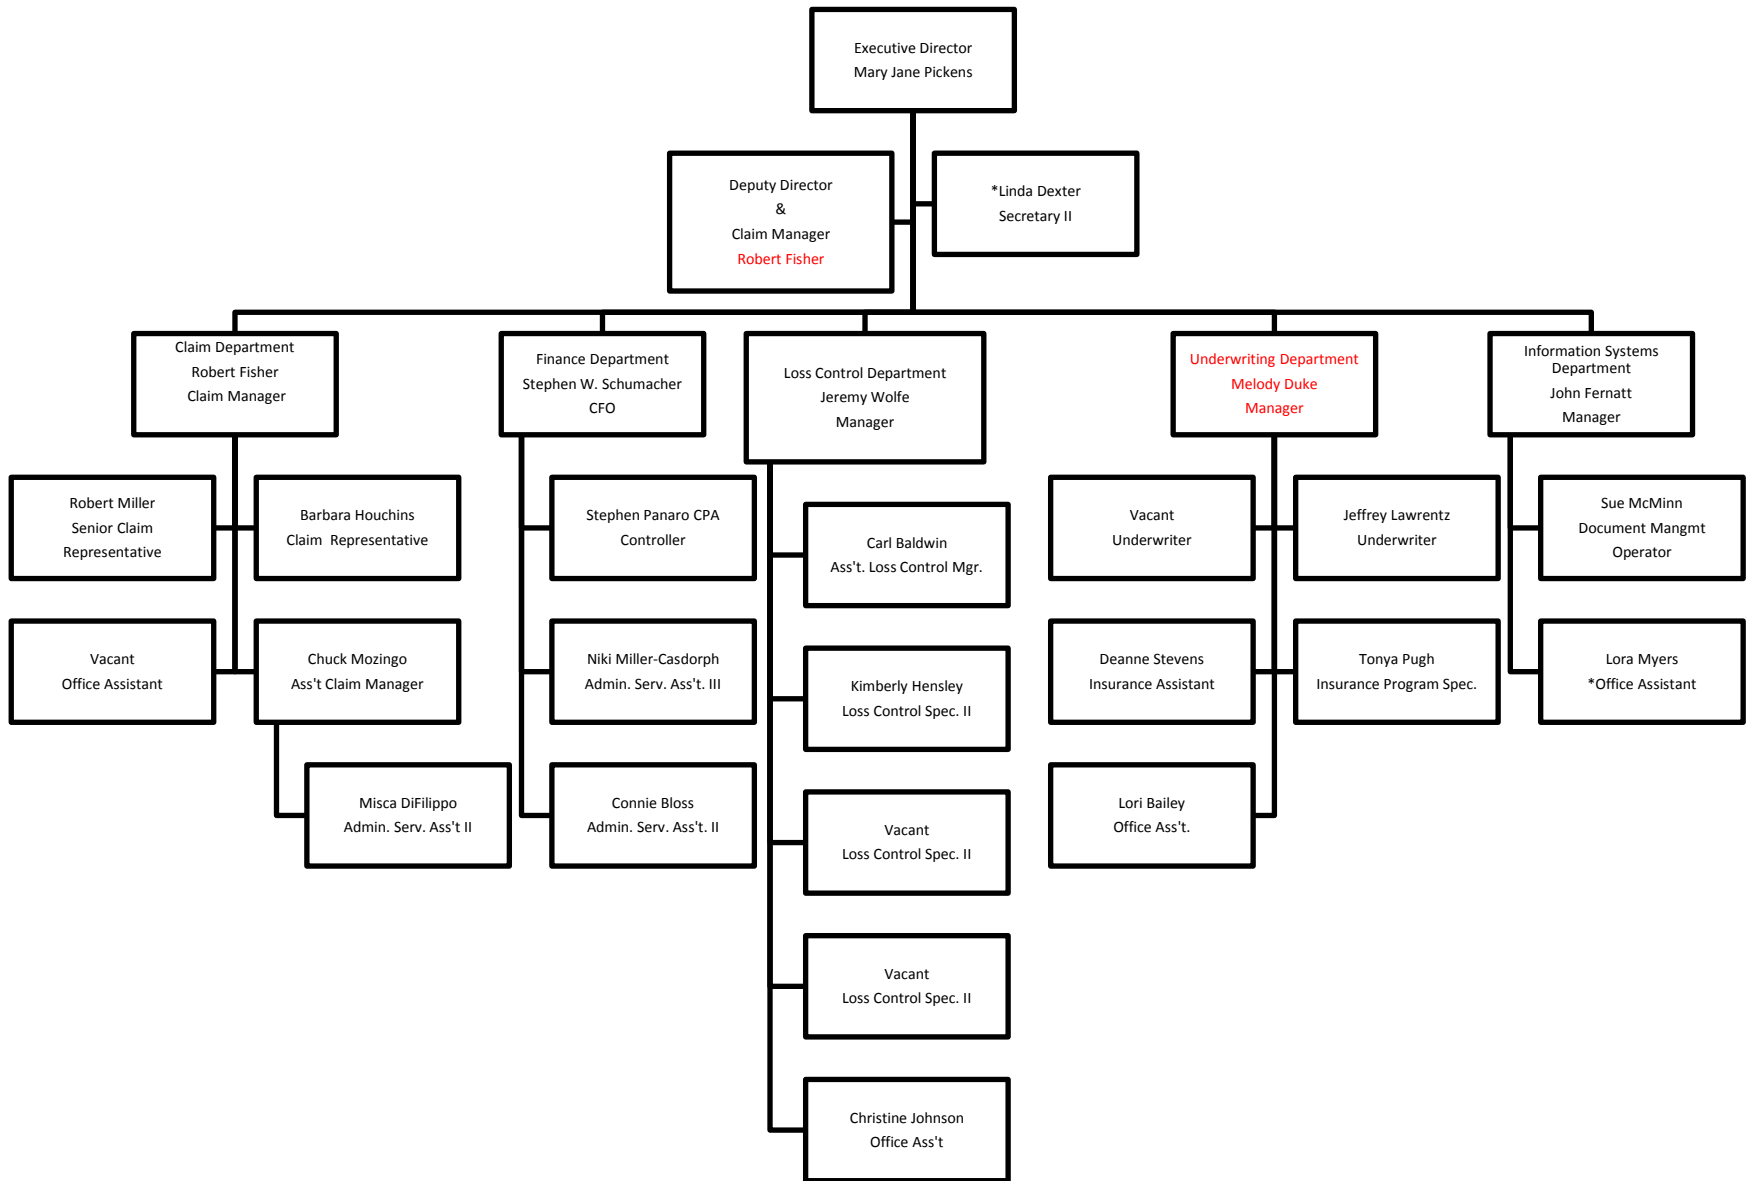 Executive Director
Mary Jane Pickens
Deputy Director
&
Claim Manager
Robert Fisher
*Linda Dexter
Secretary II
Claim Department
Robert Fisher
Claim Manager
Finance Department
Stephen W. Schumacher
CFO
Loss Control Department
Jeremy Wolfe
Manager
Underwriting Department
Melody Duke
Manager
Information Systems
Department
John Fernatt
Manager
Robert Miller
Senior Claim
Representative
Barbara Houchins
Claim  Representative
Vacant
Office Assistant
Chuck Mozingo
Ass't Claim Manager
Misca DiFilippo
Admin. Serv. Ass't II
Stephen Panaro CPA
Controller
Niki Miller-Casdorph
Admin. Serv. Ass't. III
Connie Bloss
Admin. Serv. Ass't. II
Carl Baldwin
Ass't. Loss Control Mgr.
Kimberly Hensley
Loss Control Spec. II
Vacant
Loss Control Spec. II
Vacant
Loss Control Spec. II
Christine Johnson
Office Ass't
Vacant
Underwriter
Jeffrey Lawrentz
Underwriter
Deanne Stevens
Insurance Assistant
Tonya Pugh
Insurance Program Spec.
Lori Bailey
Office Ass't.
Sue McMinn
Document Mangmt
Operator
Lora Myers
*Office Assistant